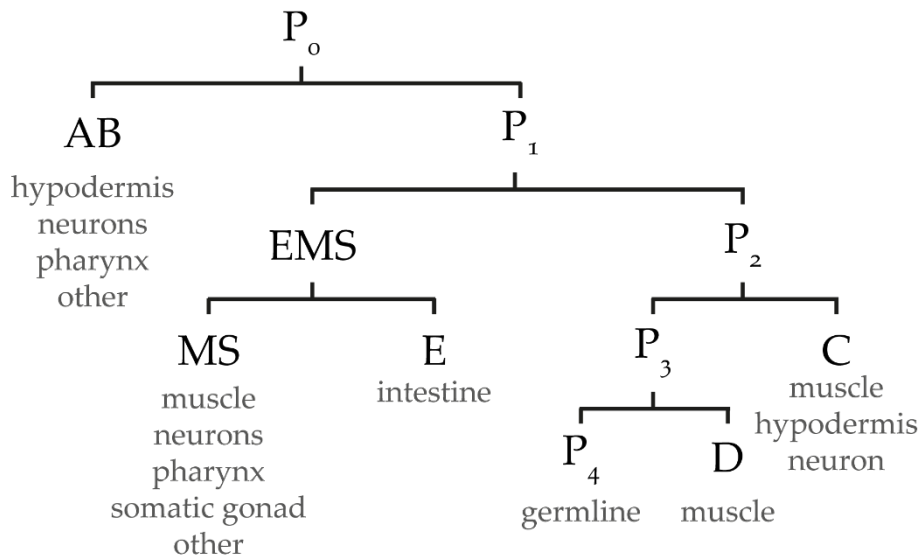 P₀
AB
P₁
hypodermis
neurons
pharynx
other
EMS
P₂
MS
E
P₃
C
muscle
neurons
pharynx
somatic gonad
other
intestine
muscle
hypodermis
neuron
P₄
D
germline
muscle